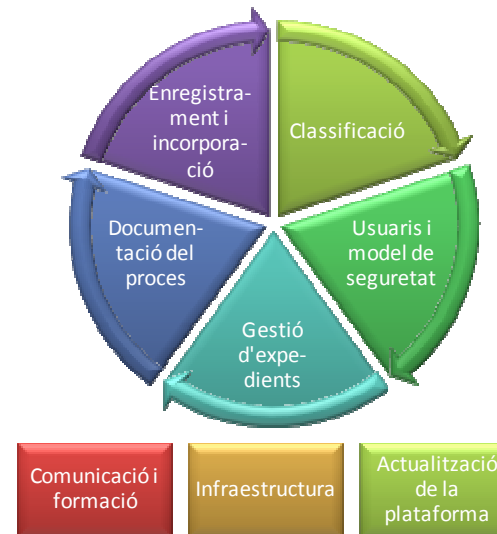 Enregistra-
ment i
incorpora-
ció
Classificació
Usuaris i
model de
seguretat
Gestió
d'expe-
dients
Documen-
tació del
proces
Comunicació i
formació
Infraestructura
Actualització
de la
plataforma